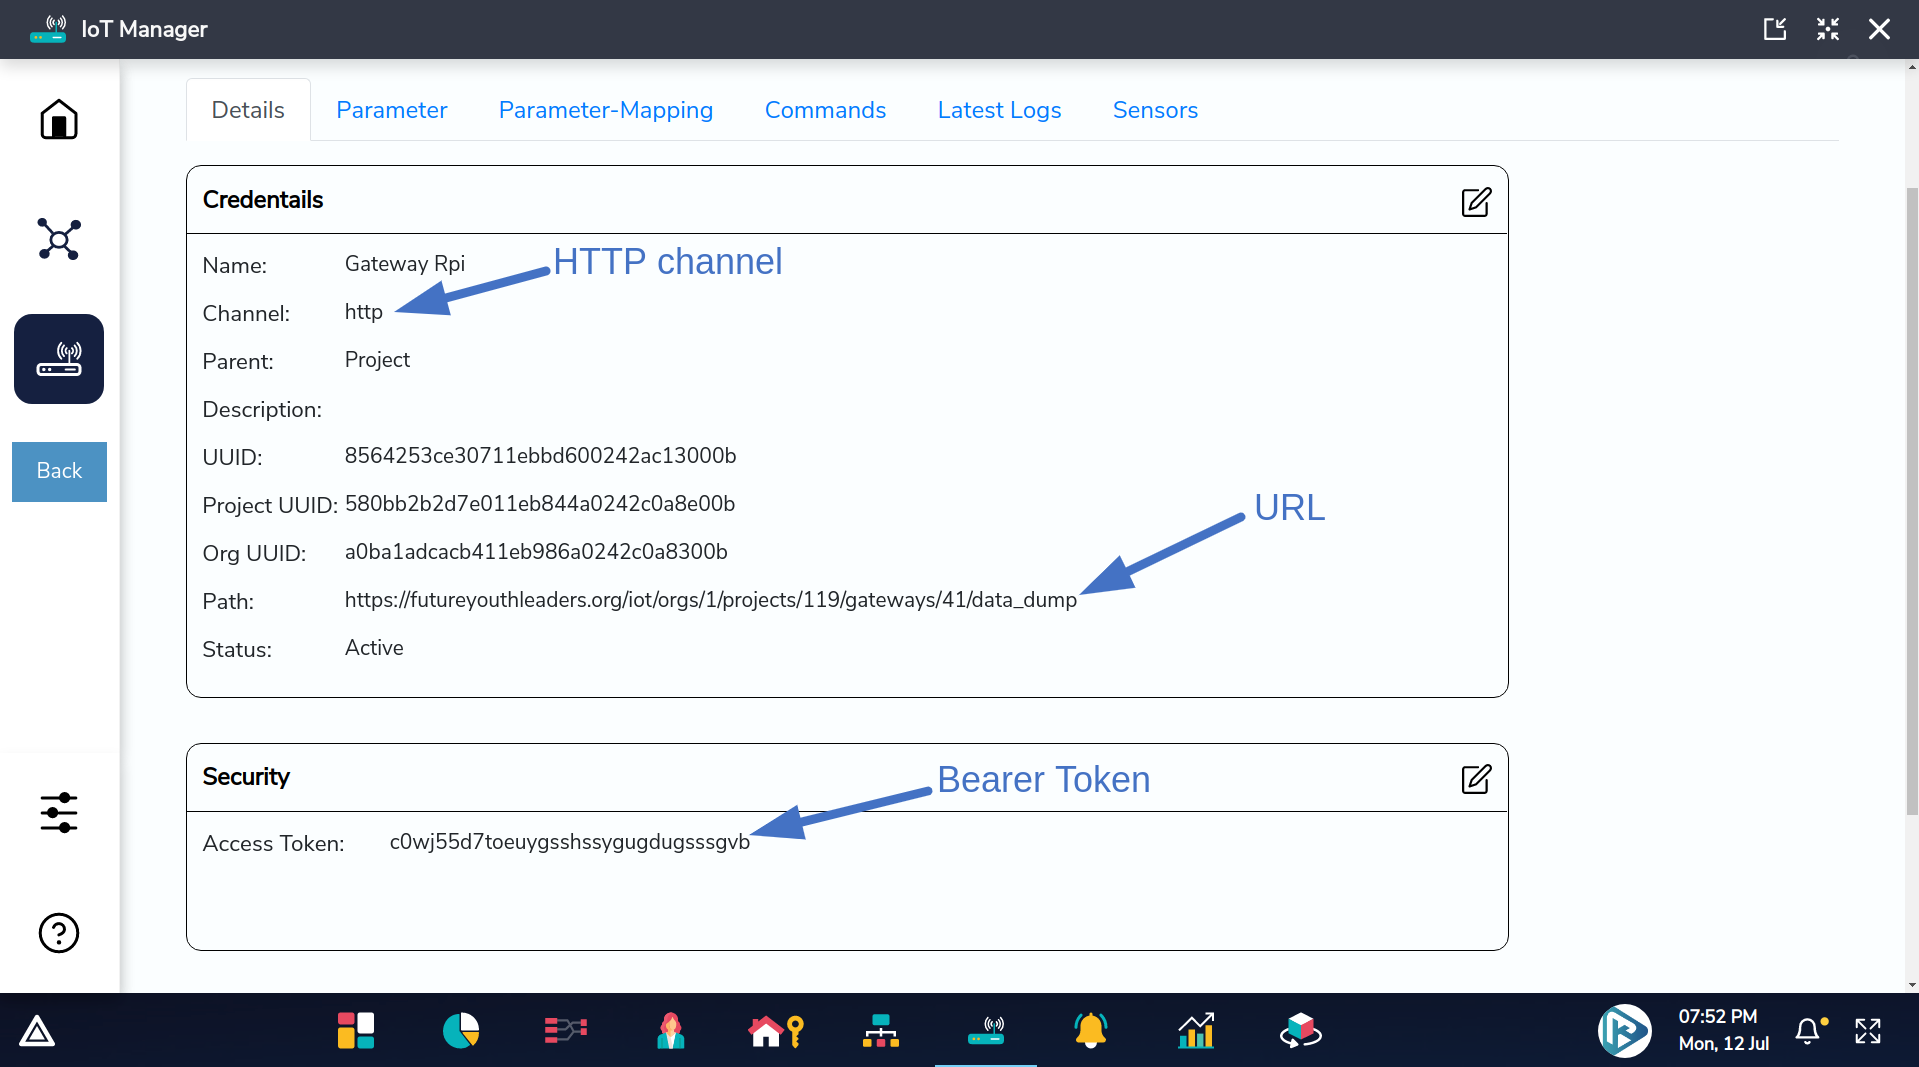 IoT Manager
Details Parameter Parameter-Mapping Commands Latest Logs Sensors
Credentails
Name: Gateway Rpi
HTTP channel
Channel: http
Parent: Project
Description:
Back
UUID: 8564253ce30711ebbd600242ac13000b
Project UUID: 580bb2b2d7e011eb844a0242c0a8e00b
URL
Org UUID: a0ba1adcacb411eb986a0242c0a8300b
Path: https://futureyouthleaders.org/iot/orgs/1/projects/119/gateways/41/data_dump
Status: Active
Security
Bearer Token
Access Token: c0wj55d7toeuygsshssygugdugsssgvb
07:52 PM
Mon, 12 Jul